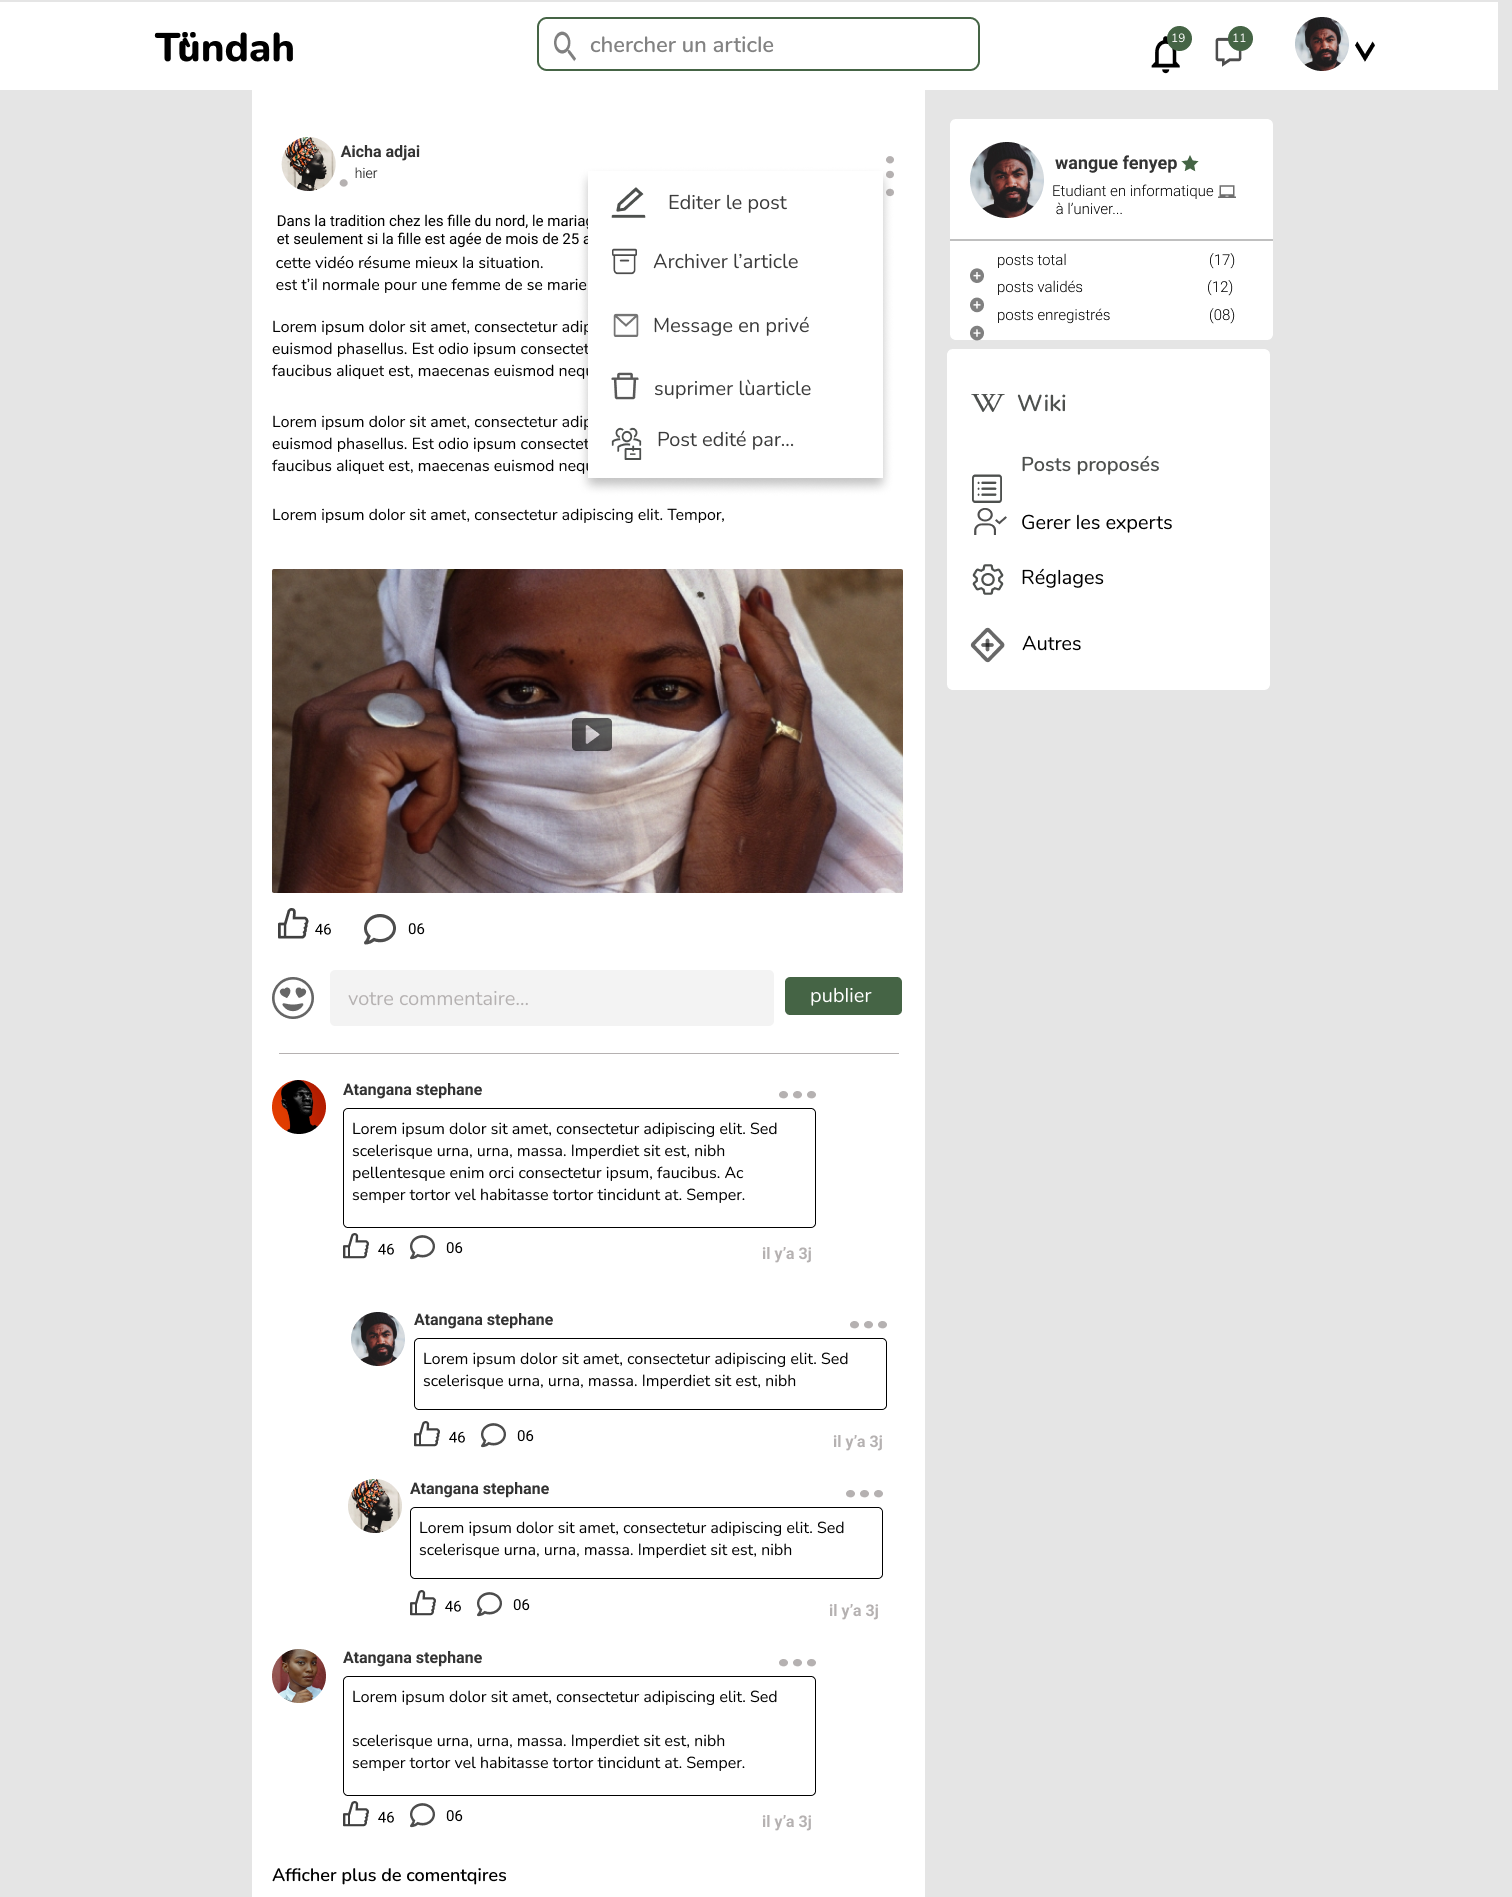 Tündah
chercher un article
19
11
Aicha adjai
hier
Dans la tradition chez les fille du nord, le mariag
et seulement si la fille est agée de mois de 25 a
cette vidéo résume mieux la situation.
est t'il normale pour une femme de se marie
Lorem ipsum dolor sit amet, consectetur adip
euismod phasellus. Est odio ipsum consectet
faucibus aliquet est, maecenas euismod nequ
Lorem ipsum dolor sit amet, consectetur adip
euismod phasellus. Est odio ipsum consectet
faucibus aliquet est, maecenas euismod nequ
Lorem ipsum dolor sit amet, consectetur adipiscing elit. Tempor,
Editer le post
Archiver l’article
Message en privé
suprimer lùarticle
Post edité par...
46
06
votre commentaire...
publier
Atangana stephane
Lorem ipsum dolor sit amet, consectetur adipiscing elit. Sed
scelerisque urna, urna, massa. Imperdiet sit est, nibh
pellentesque enim orci consectetur ipsum, faucibus. Ac
semper tortor vel habitasse tortor tincidunt at. Semper.
46
06
il y’a 3j
Atangana stephane
Lorem ipsum dolor sit amet, consectetur adipiscing elit. Sed
scelerisque urna, urna, massa. Imperdiet sit est, nibh
46
06
il y’a 3j
Atangana stephane
Lorem ipsum dolor sit amet, consectetur adipiscing elit. Sed
scelerisque urna, urna, massa. Imperdiet sit est, nibh
46
06
il y’a 3j
Atangana stephane
Lorem ipsum dolor sit amet, consectetur adipiscing elit. Sed
scelerisque urna, urna, massa. Imperdiet sit est, nibh
semper tortor vel habitasse tortor tincidunt at. Semper.
46
06
il y’a 3j
Afficher plus de comentqires
wangue fenyep
Etudiant en informatique
à l’univer...
posts total (17)
posts validés (12)
posts enregistrés (08)
W Wiki
Posts proposés
Gerer les experts
Réglages
Autres